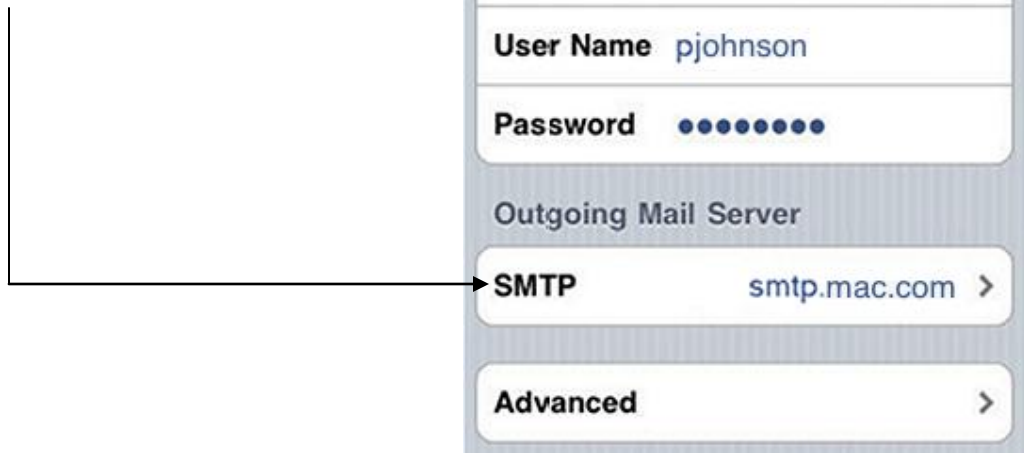 User Name pjohnson
Password ••••••••
Outgoing Mail Server
SMTP smtp.mac.com >
Advanced >